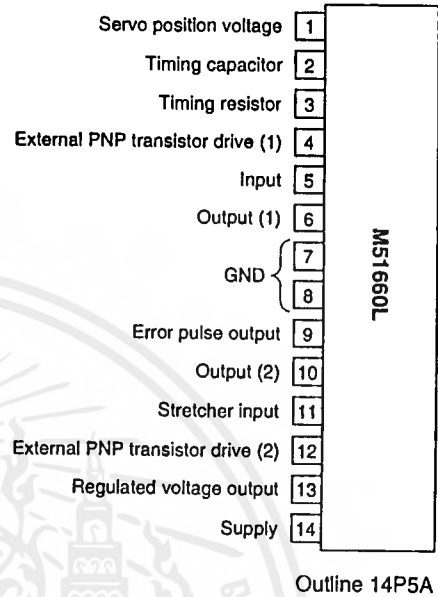 Servo position voltage 1
Timing capacitor 2
Timing resistor 3
External PNP transistor drive (1) 4
Input 5
Output (1) 6
7
GND
8
Error pulse output 9
Output (2) 10
Stretcher input 11
External PNP transistor drive (2) 12
Regulated voltage output 13
Supply 14
M51660L
Outline 14P5A